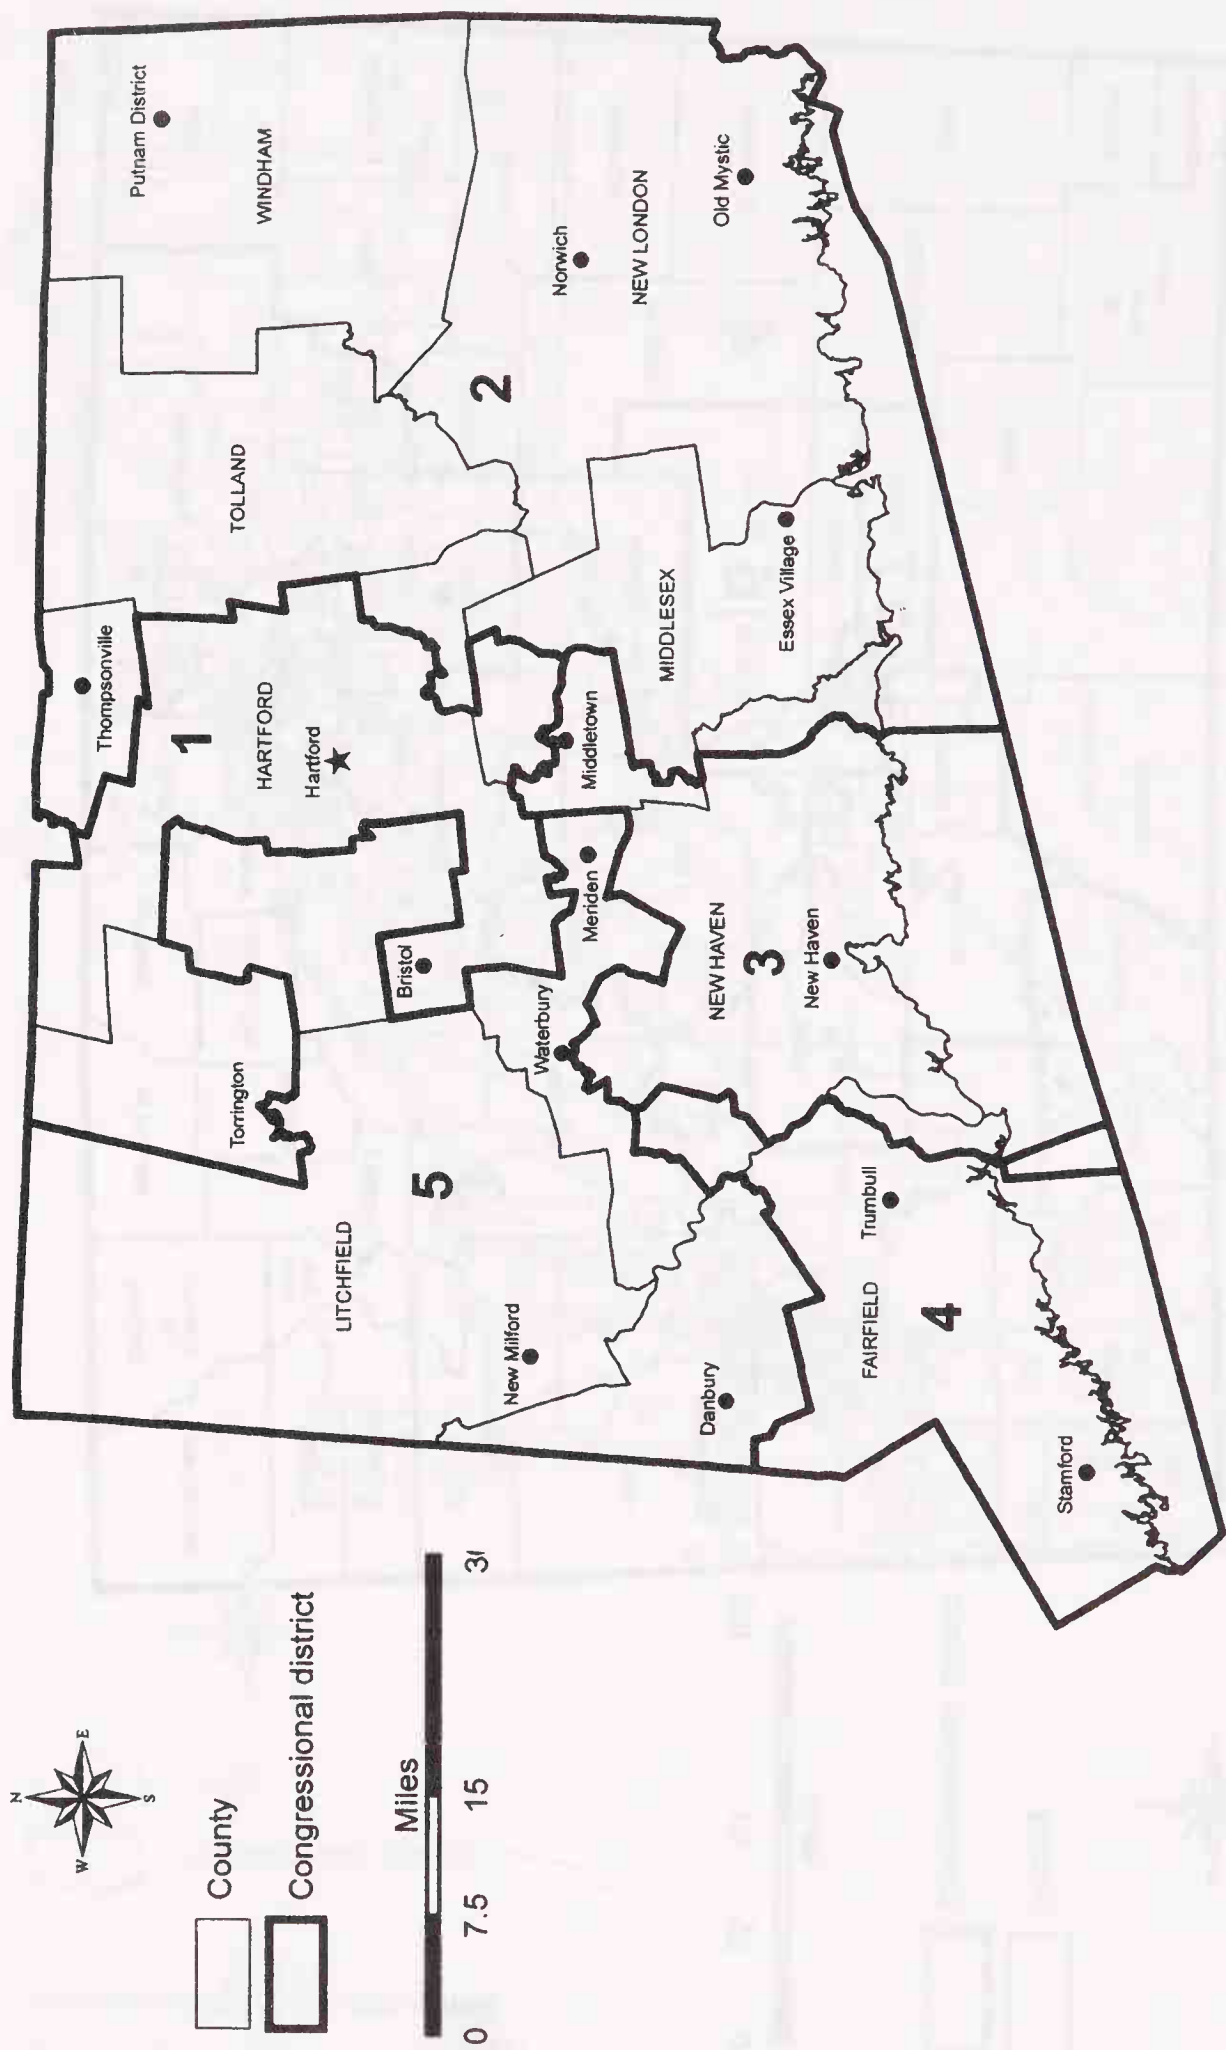 N
W
E
S
County
Congressional district
Miles
0 7.5 15 3
Thompsonville
Putnam District
WINDHAM
TOLLAND
1
HARTFORD
Hartford
Torrington
LITCHFIELD
Bristol
5
2
Norwich
NEW LONDON
Old Mystic
New Milford
Waterbury
Meriden
Middletown
MIDDLESEX
Essex Village
Danbury
NEW HAVEN
3
New Haven
Trumbull
FAIRFIELD
4
Stamford